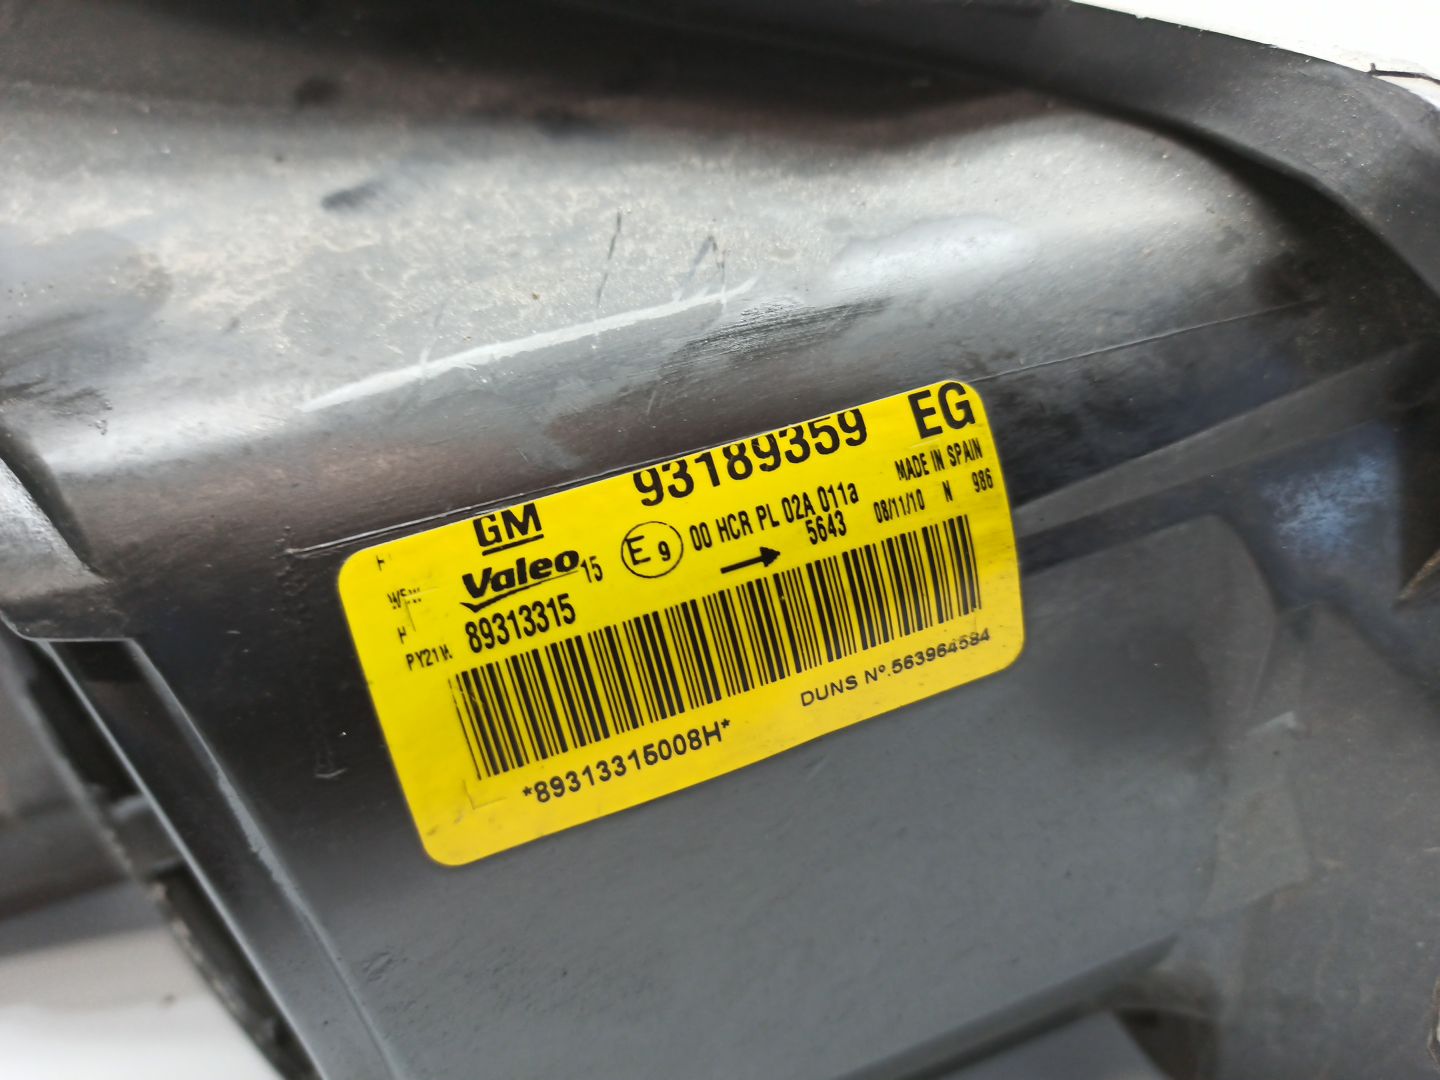 93189359 EG
GM
Valeo 15
E 9
00 HCR PL 02A 011a
5643
MADE IN SPAIN
08/11/10 N 986
89313315
*89313315008H*
DUNS Nº.563964584